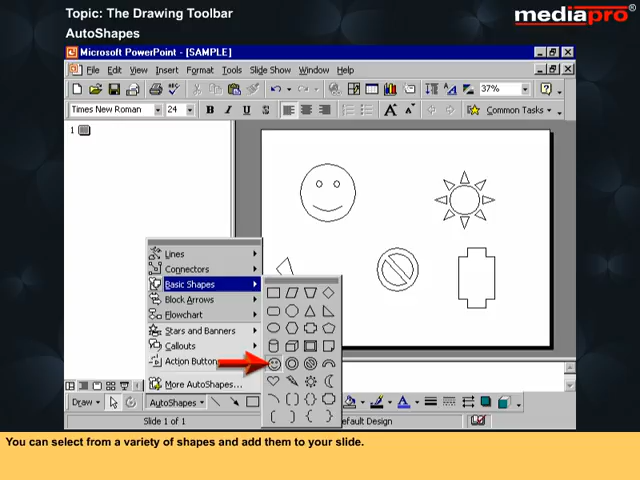 Topic: The Drawing Toolbar
mediapro®
AutoShapes
Microsoft PowerPoint - [SAMPLE]
File Edit View Insert Format Tools Slide Show Window Help
37%
Times New Roman 24 B I U S A A Common Tasks
1
Lines
Connectors
Basic Shapes
Block Arrows
Flowchart
Stars and Banners
Callouts
Action Button
More AutoShapes...
Draw AutoShapes A
Slide 1 of 1 Default Design
You can select from a variety of shapes and add them to your slide.